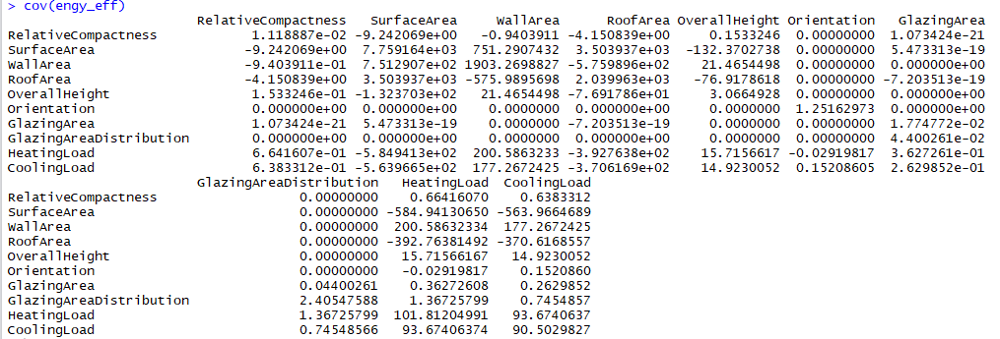 > cov(engy_eff)
                        RelativeCompactness   SurfaceArea     WallArea      RoofArea OverallHeight Orientation   GlazingArea
RelativeCompactness            1.118887e-02 -9.242069e+00   -0.9403911 -4.150839e+00     0.1533246  0.00000000  1.073424e-21
SurfaceArea                   -9.242069e+00  7.759164e+03  751.2907432  3.503937e+03  -132.3702738  0.00000000  5.473313e-19
WallArea                      -9.403911e-01  7.512907e+02 1903.2698827 -5.759896e+02    21.4654498  0.00000000  0.000000e+00
RoofArea                      -4.150839e+00  3.503937e+03 -575.9895698  2.039963e+03   -76.9178618  0.00000000 -7.203513e-19
OverallHeight                  1.533246e-01 -1.323703e+02   21.4654498 -7.691786e+01     3.0664928  0.00000000  0.000000e+00
Orientation                    0.000000e+00  0.000000e+00    0.0000000  0.000000e+00     0.0000000  1.25162973  0.000000e+00
GlazingArea                    1.073424e-21  5.473313e-19    0.0000000 -7.203513e-19     0.0000000  0.00000000  1.774772e-02
GlazingAreaDistribution        0.000000e+00  0.000000e+00    0.0000000  0.000000e+00     0.0000000  0.00000000  4.400261e-02
HeatingLoad                    6.641607e-01 -5.849413e+02  200.5863233 -3.927638e+02    15.7156617 -0.02919817  3.627261e-01
CoolingLoad                    6.383312e-01 -5.639665e+02  177.2672425 -3.706169e+02    14.9230052  0.15208605  2.629852e-01
                        GlazingAreaDistribution   HeatingLoad  CoolingLoad
RelativeCompactness                  0.00000000    0.66416070    0.6383312
SurfaceArea                          0.00000000 -584.94130650 -563.9664689
WallArea                             0.00000000  200.58632334  177.2672425
RoofArea                             0.00000000 -392.76381492 -370.6168557
OverallHeight                        0.00000000   15.71566167   14.9230052
Orientation                          0.00000000   -0.02919817    0.1520860
GlazingArea                          0.04400261    0.36272608    0.2629852
GlazingAreaDistribution              2.40547588    1.36725799    0.7454857
HeatingLoad                          1.36725799  101.81204991   93.6740637
CoolingLoad                          0.74548566   93.67406374   90.5029827